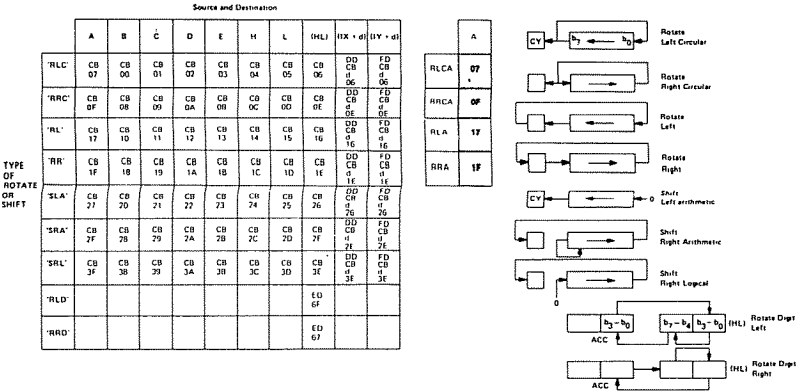 Source and Destination
A B C D E H L (HL) (IX + d) (IY + d)
'RLC' CB 07 CB 00 CB 01 CB 02 CB 03 CB 04 CB 05 CB 06 DD CB d 06 FD CB d 06
'RRC' CB 0F CB 08 CB 09 CB 0A CB 0B CB 0C CB 0D CB 0E DD CB d 0E FD CB d 0E
'RL' CB 17 CB 10 CB 11 CB 12 CB 13 CB 14 CB 15 CB 16 DD CB d 16 FD CB d 16
'RR' CB 1F CB 18 CB 19 CB 1A CB 1B CB 1C CB 1D CB 1E DD CB d 1E FD CB d 1E
'SLA' CB 27 CB 20 CB 21 CB 22 CB 23 CB 24 CB 25 CB 26 DD CB d 26 FD CB d 26
'SRA' CB 2F CB 28 CB 29 CB 2A CB 2B CB 2C CB 2D CB 2F DD CB d 2E FD CB d 2E
'SRL' CB 3F CB 38 CB 39 CB 3A CB 3B CB 3C CB 3D CB 3E DD CB d 3E FD CB d 3E
'RLD' ED 6F
'RRD' ED 67
TYPE
OF
ROTATE
OR
SHIFT
A
RLCA 07
RRCA 0F
RLA 17
RRA 1F
CY b7 b0 Rotate
Left Circular
Rotate
Right Circular
Rotate
Left
Rotate
Right
CY 0 Shift
Left arithmetic
Shift
Right Arithmetic
Shift
Right Logical
0
b3-b0 b7-b4 b3-b0 (HL) Rotate Digit
Left
ACC
(HL) Rotate Digit
Right
ACC